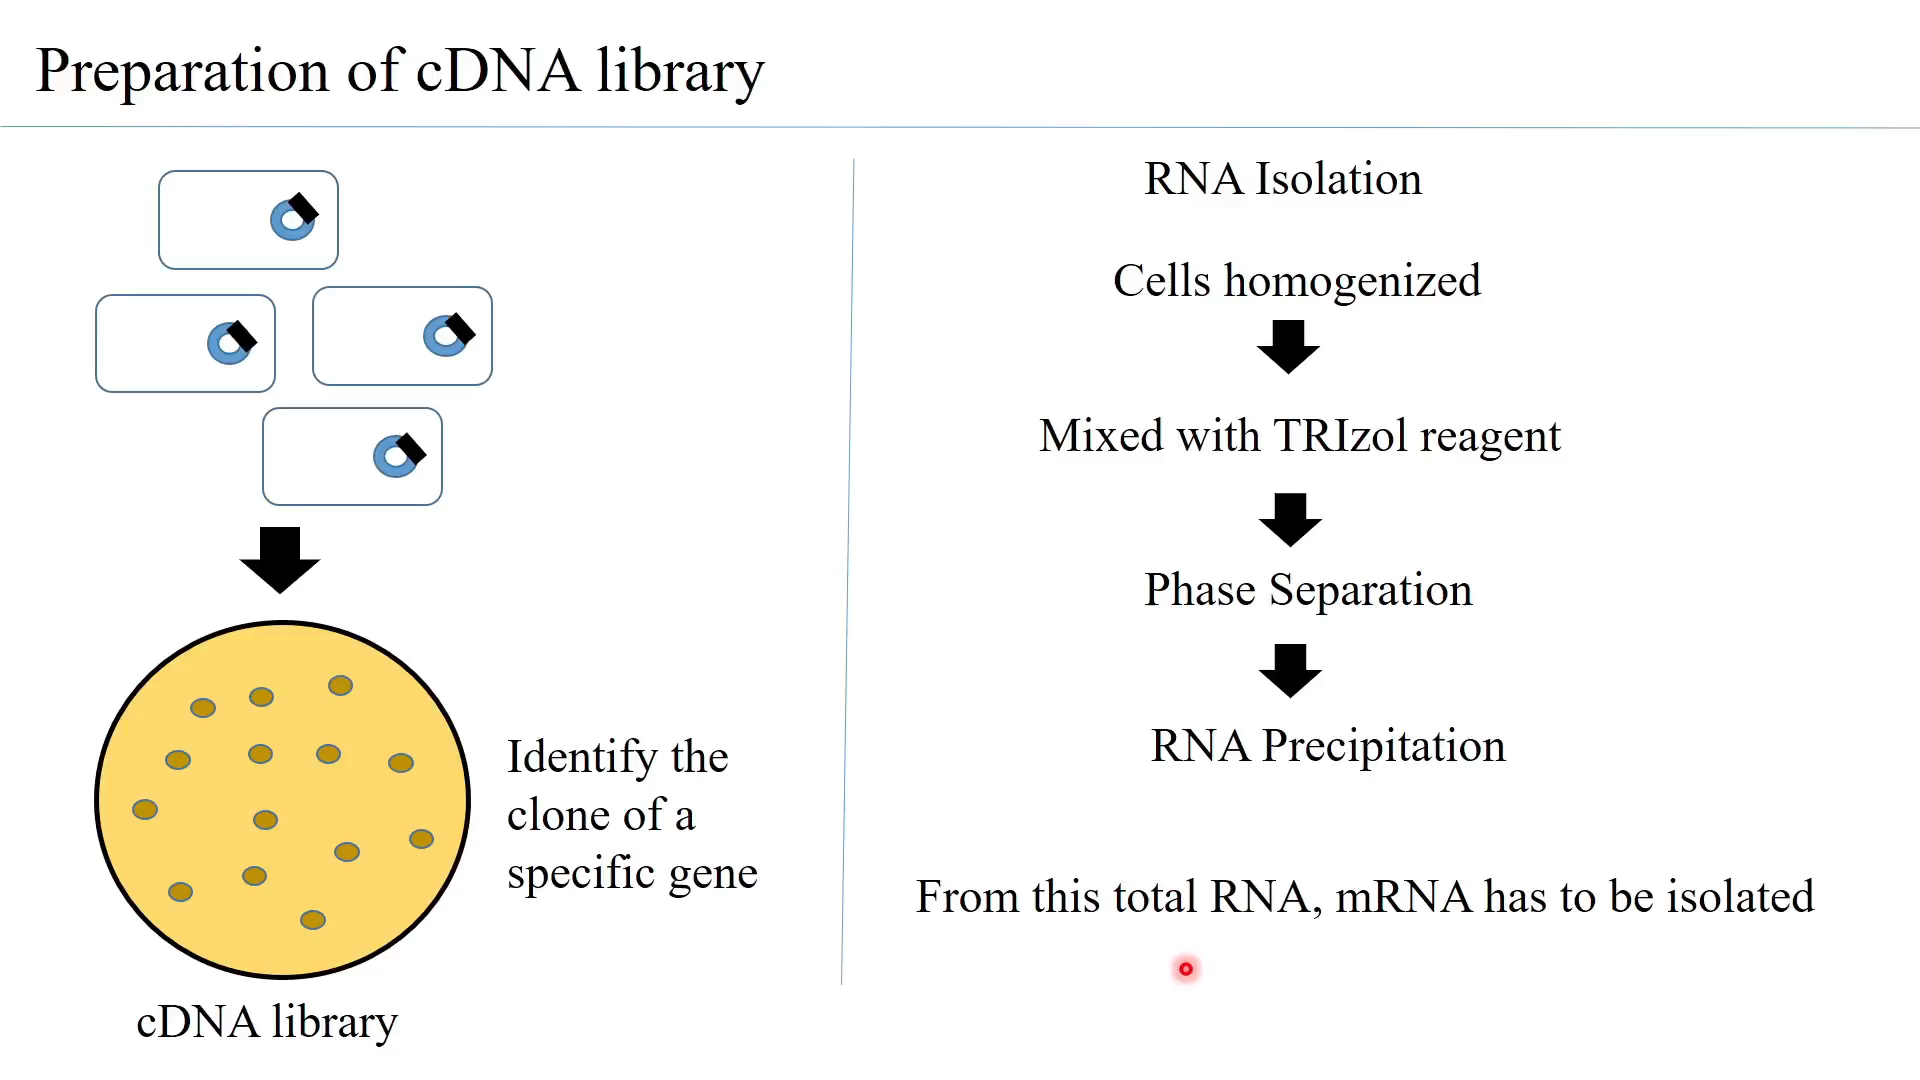 Preparation of cDNA library
Identify the
clone of a
specific gene
cDNA library
RNA Isolation
Cells homogenized
Mixed with TRIzol reagent
Phase Separation
RNA Precipitation
From this total RNA, mRNA has to be isolated